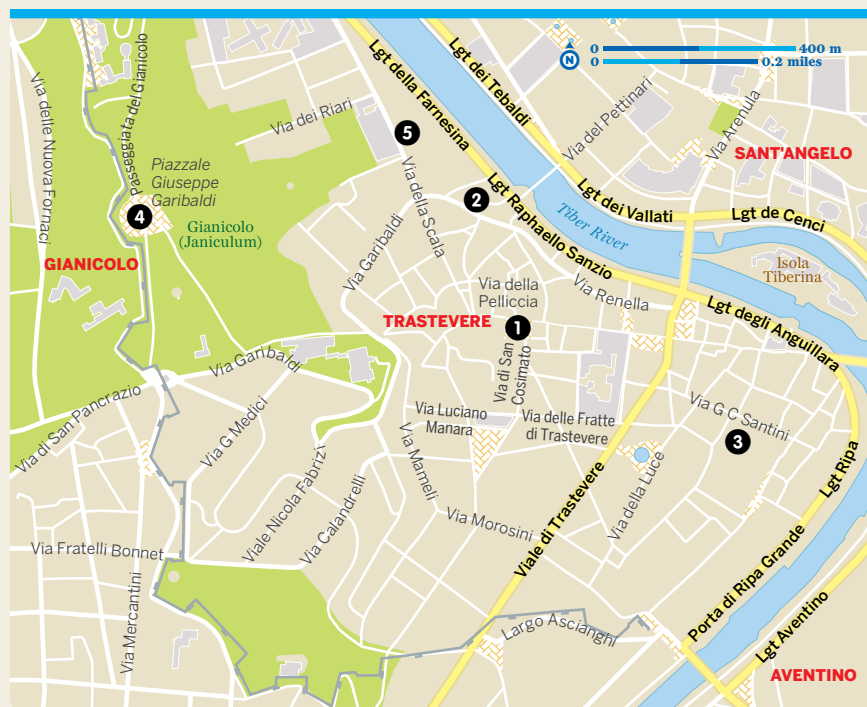 Lgt della Farnesina
Lgt dei Tebaldi
N
0
400 m
0
0.2 miles
Via delle Nuova Fornaci
Passeggiata del Gianicolo
Via dei Riari
5
Via del Pettinari
Via Arenula
SANT'ANGELO
Piazzale
Giuseppe
Garibaldi
4
Gianicolo
(Janiculum)
Via della Scala
2
Lgt Raphaello Sanzio
Lgt dei Vallati
Lgt de Cenci
Tiber River
Isola
Tiberina
GIANICOLO
Via Garibaldi
Via della
Pelliccia
Via Renella
TRASTEVERE
1
Lgt degli Anguillara
Via di San
Cosimato
Via Garibaldi
Via di San Pancrazio
Via G Medici
Via Luciano
Manara
Via delle Fratte
di Trastevere
Via G C Santini
3
Via Mameli
Viale Nicola Fabrizi
Via Calandrelli
Via Morosini
Viale di Trastevere
Via della Luce
Lgt Ripa
Via Fratelli Bonnet
Via Mercantini
Largo Ascianghi
Porta di Ripa Grande
Lgt Aventino
AVENTINO